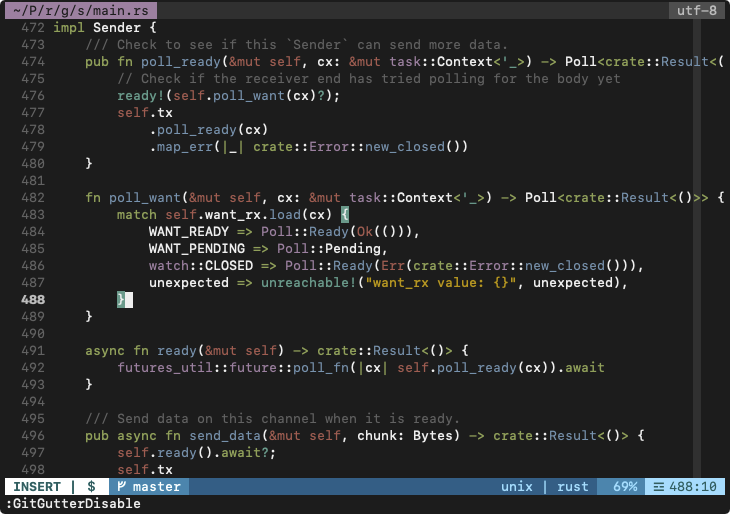 ~/P/r/g/s/main.rs utf-8
472 impl Sender {
473     /// Check to see if this `Sender` can send more data.
474     pub fn poll_ready(&mut self, cx: &mut task::Context<'_>) -> Poll<crate::Result<(
475         // Check if the receiver end has tried polling for the body yet
476         ready!(self.poll_want(cx)?);
477         self.tx
478             .poll_ready(cx)
479             .map_err(|_| crate::Error::new_closed())
480     }
481
482     fn poll_want(&mut self, cx: &mut task::Context<'_>) -> Poll<crate::Result<()>> {
483         match self.want_rx.load(cx) {
484             WANT_READY => Poll::Ready(Ok(())),
485             WANT_PENDING => Poll::Pending,
486             watch::CLOSED => Poll::Ready(Err(crate::Error::new_closed())),
487             unexpected => unreachable!("want_rx value: {}", unexpected),
488         }
489     }
490
491     async fn ready(&mut self) -> crate::Result<()> {
492         futures_util::future::poll_fn(|cx| self.poll_ready(cx)).await
493     }
494
495     /// Send data on this channel when it is ready.
496     pub async fn send_data(&mut self, chunk: Bytes) -> crate::Result<()> {
497         self.ready().await?;
498         self.tx
INSERT | $ master unix | rust 69% 488:10
:GitGutterDisable